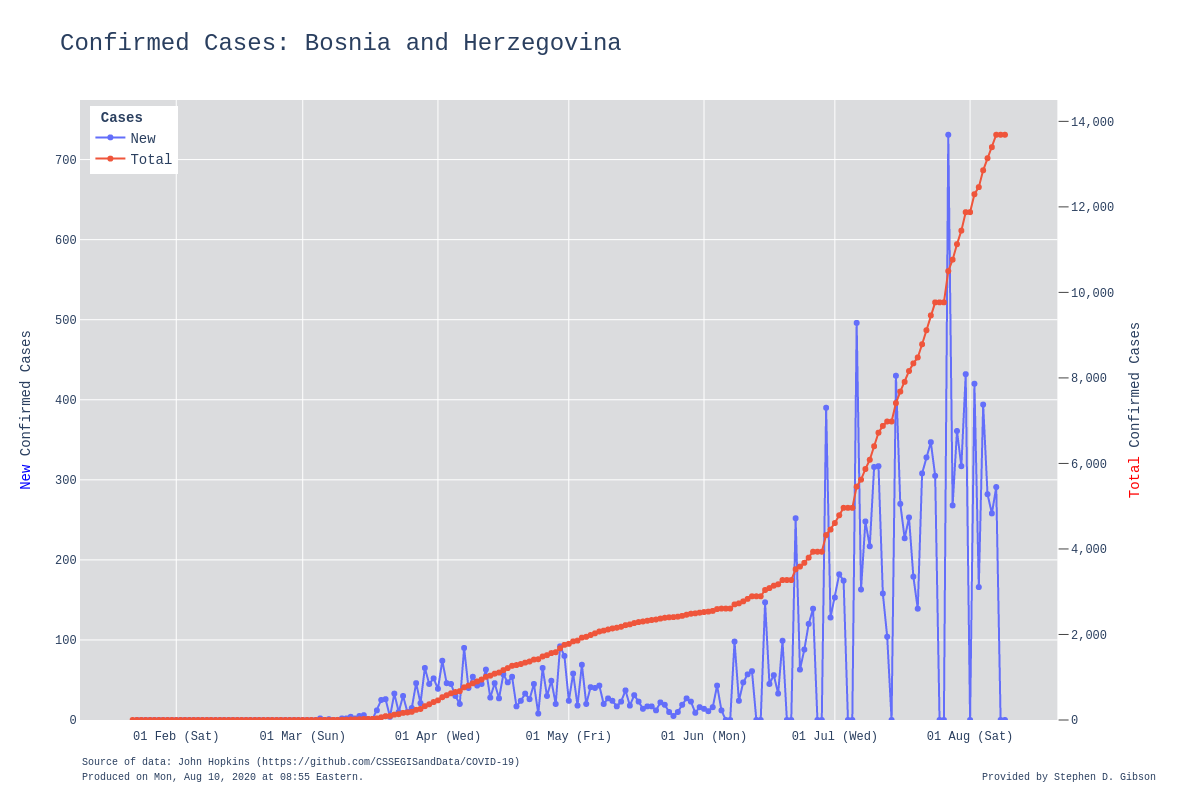 Confirmed Cases: Bosnia and Herzegovina
Cases
New
Total
700
600
500
400
300
200
100
0
14,000
12,000
10,000
8,000
6,000
4,000
2,000
0
New Confirmed Cases
Total Confirmed Cases
01 Feb (Sat) 01 Mar (Sun) 01 Apr (Wed) 01 May (Fri) 01 Jun (Mon) 01 Jul (Wed) 01 Aug (Sat)
Source of data: John Hopkins (https://github.com/CSSEGISandData/COVID-19)
Produced on Mon, Aug 10, 2020 at 08:55 Eastern.
Provided by Stephen D. Gibson